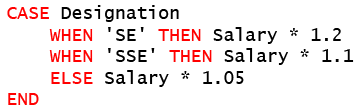 CASE Designation
    WHEN 'SE' THEN Salary * 1.2
    WHEN 'SSE' THEN Salary * 1.1
    ELSE Salary * 1.05
END